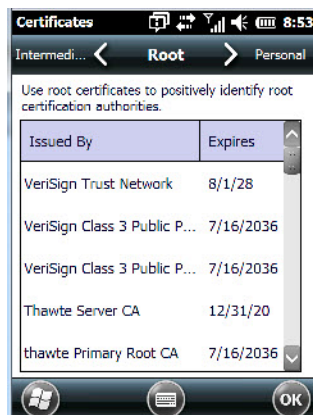 Certificates 8:53
Intermedi... Root Personal
Use root certificates to positively identify root
certification authorities.
Issued By Expires
VeriSign Trust Network 8/1/28
VeriSign Class 3 Public P... 7/16/2036
VeriSign Class 3 Public P... 7/16/2036
Thawte Server CA 12/31/20
thawte Primary Root CA 7/16/2036
OK